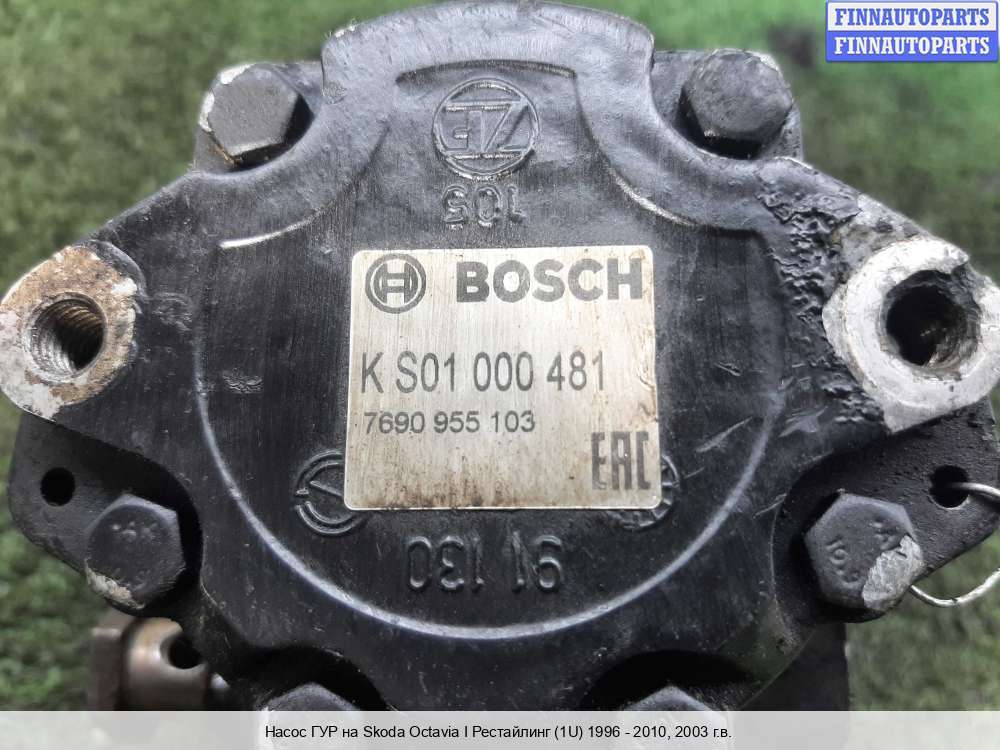 FINNAUTOPARTS
FINNAUTOPARTS
ZF
103
BOSCH
K S01 000 481
7690 955 103
EAC
91 130
Насос ГУР на Skoda Octavia I Рестайлинг (1U) 1996 - 2010, 2003 г.в.